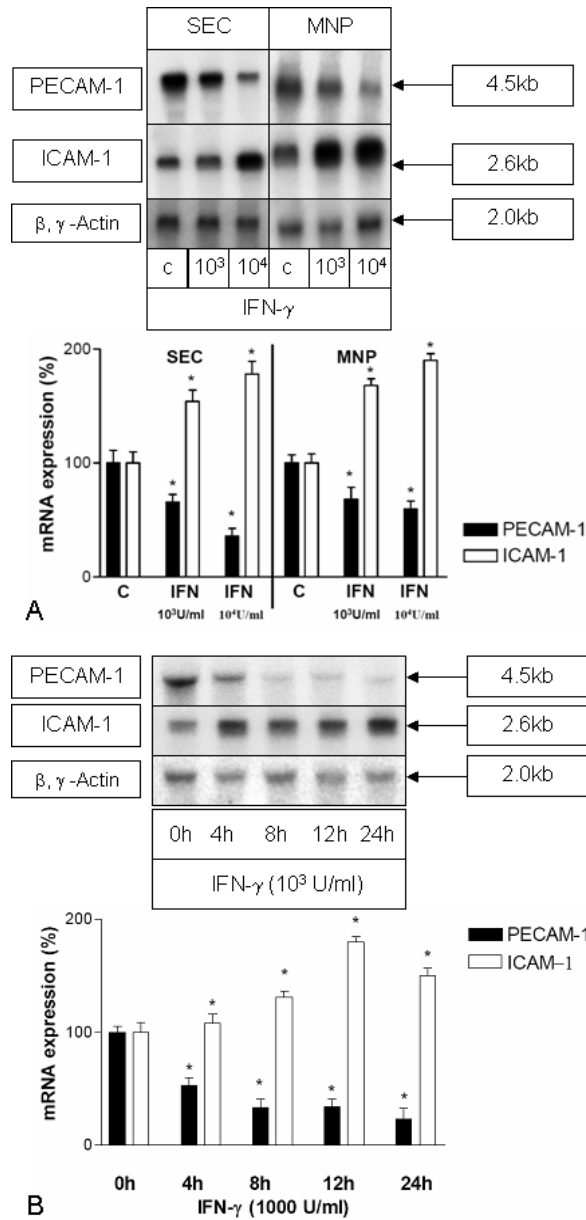 SEC MNP
PECAM-1 4.5kb
ICAM-1 2.6kb
β, γ-Actin 2.0kb
c 10³ 10⁴ c 10³ 10⁴
IFN-γ
mRNA expression (%)
200
100
0
SEC MNP
* * * * * * * *
PECAM-1
ICAM-1
C IFN IFN C IFN IFN
10³U/ml 10⁴U/ml 10³U/ml 10⁴U/ml
A
PECAM-1 4.5kb
ICAM-1 2.6kb
β, γ-Actin 2.0kb
0h 4h 8h 12h 24h
IFN-γ (10³ U/ml)
mRNA expression (%)
200
100
0
* * * * * * * *
PECAM-1
ICAM-1
0h 4h 8h 12h 24h
IFN-γ (1000 U/ml)
B